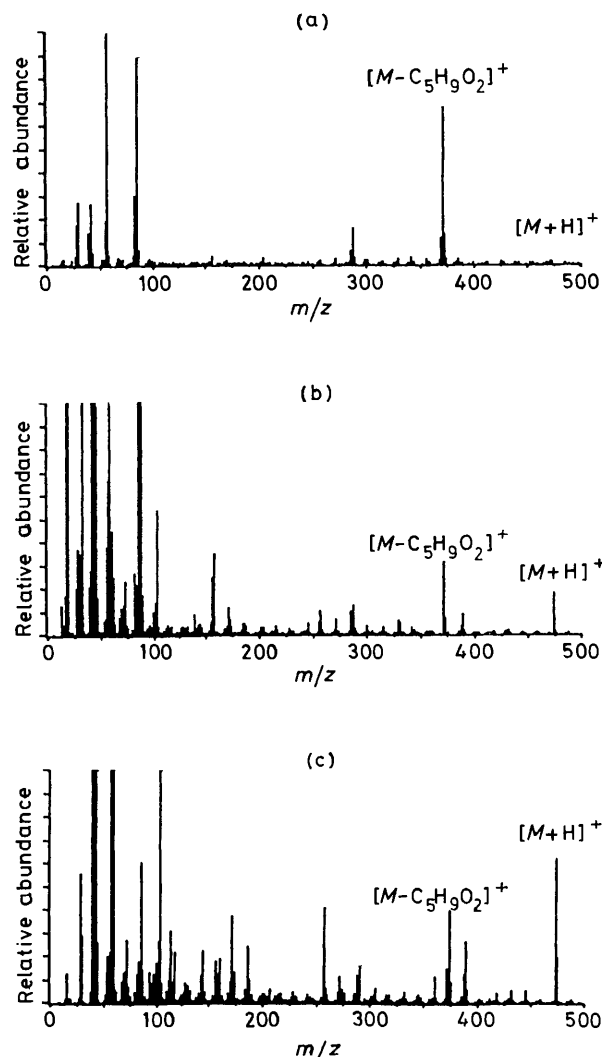 (a)
Relative abundance
[M-C₅H₉O₂]⁺
[M+H]⁺
0 100 200 300 400 500
m/z
(b)
Relative abundance
[M-C₅H₉O₂]⁺
[M+H]⁺
0 100 200 300 400 500
m/z
(c)
Relative abundance
[M+H]⁺
[M-C₅H₉O₂]⁺
0 100 200 300 400 500
m/z